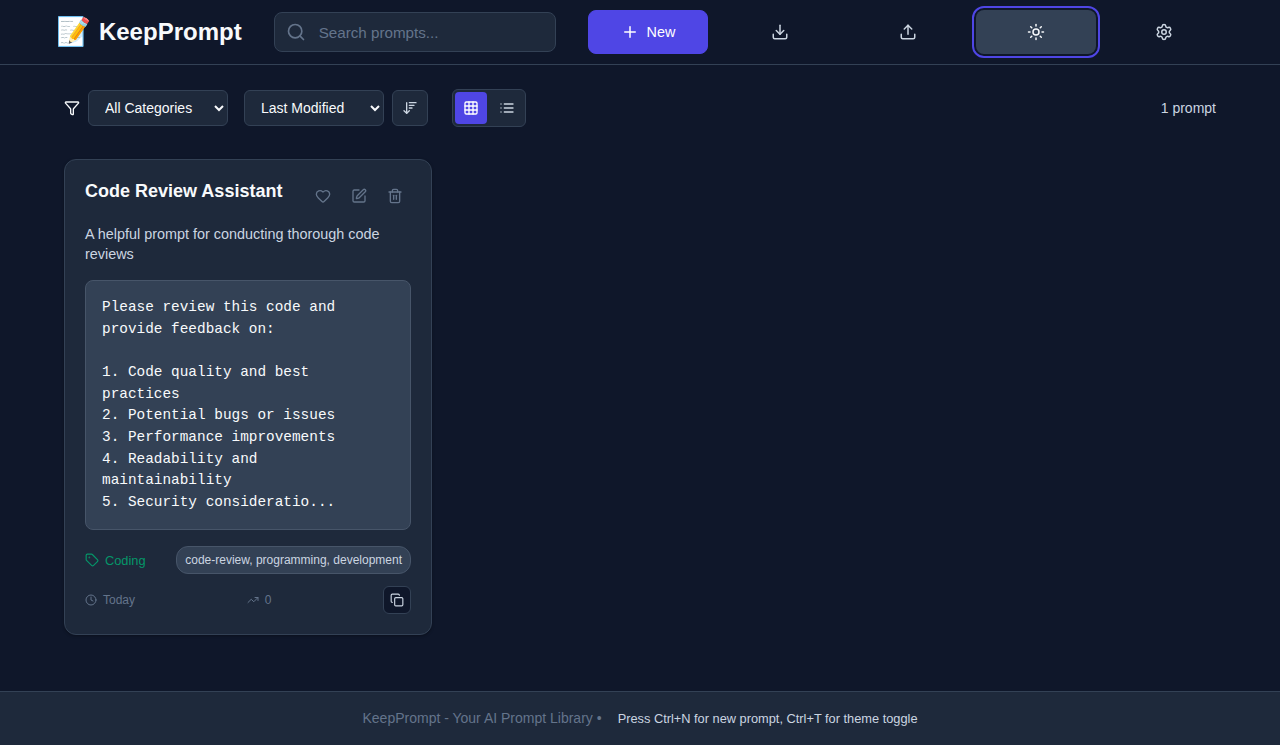 KeepPrompt
Search prompts...
New
All Categories
Last Modified
1 prompt
Code Review Assistant
A helpful prompt for conducting thorough code
reviews
Please review this code and
provide feedback on:
1. Code quality and best
practices
2. Potential bugs or issues
3. Performance improvements
4. Readability and
maintainability
5. Security consideratio...
Coding
code-review, programming, development
Today
0
KeepPrompt - Your AI Prompt Library • Press Ctrl+N for new prompt, Ctrl+T for theme toggle